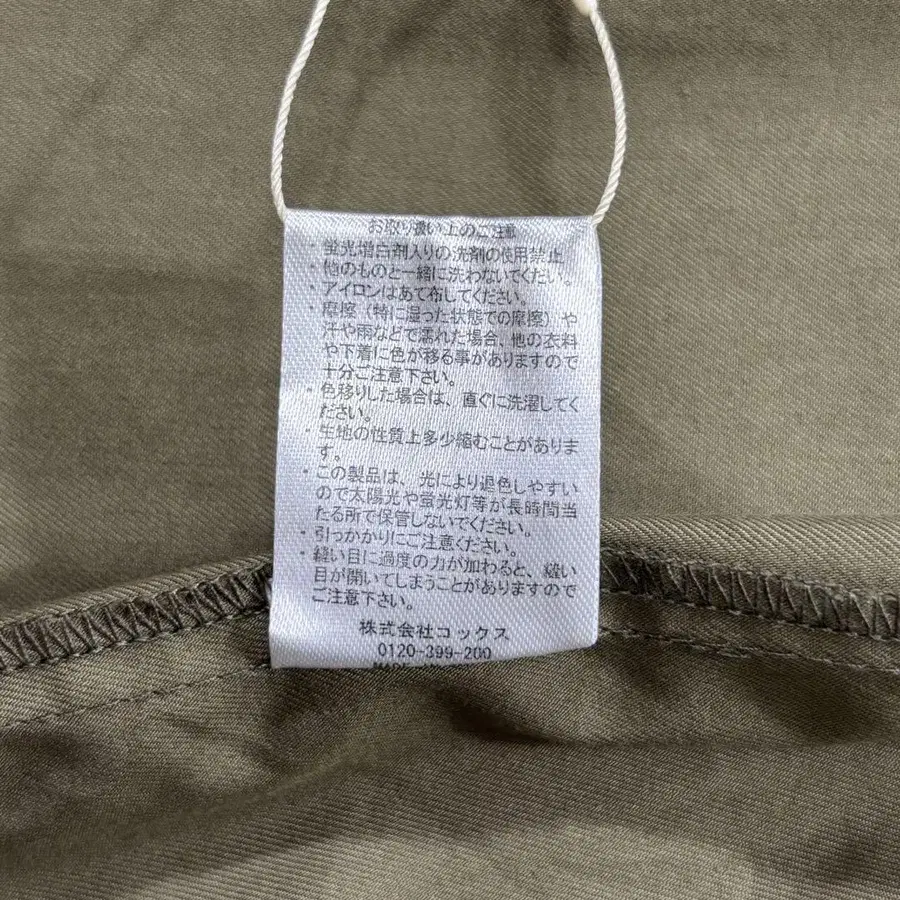 お取り扱い上のご注意
・蛍光増白剤入りの洗剤の使用禁止
・他のものと一緒に洗わないでください。
・アイロンはあて布してください。
・摩擦（特に湿った状態での摩擦）や
汗や雨などで濡れた場合、他の衣料
や下着に色が移る事がありますので
十分ご注意下さい。
・色移りした場合は、直ぐに洗濯してく
ださい。
・生地の性質上多少縮むことがありま
す。
・この製品は、光により退色しやすい
ので太陽光や蛍光灯等が長時間当
たる所で保管しないでください。
・引っかかりにご注意ください。
・縫い目に過度の力が加わると、縫い
目が開いてしまうことがありますので
ご注意下さい。
株式会社コックス
0120-399-200
MADE